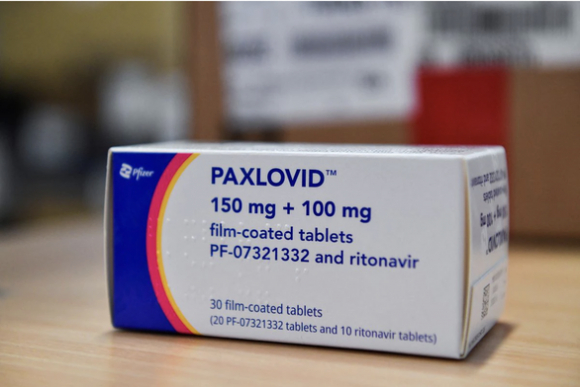 Pfizer
PAXLOVID™
150 mg + 100 mg
film-coated tablets
PF-07321332 and ritonavir
30 film-coated tablets
(20 PF-07321332 tablets and 10 ritonavir tablets)